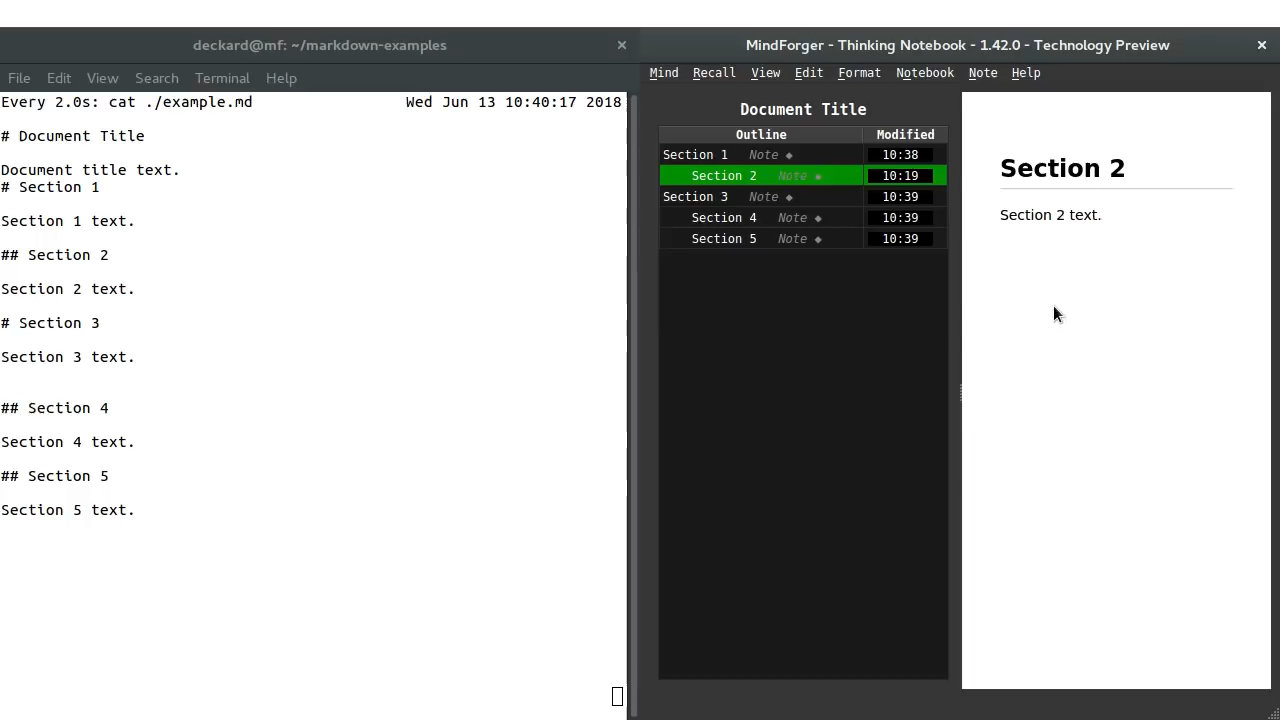 deckard@mf: ~/markdown-examples ×
File Edit View Search Terminal Help
Every 2.0s: cat ./example.md Wed Jun 13 10:40:17 2018
# Document Title
Document title text.
# Section 1
Section 1 text.
## Section 2
Section 2 text.
# Section 3
Section 3 text.
## Section 4
Section 4 text.
## Section 5
Section 5 text.
MindForger - Thinking Notebook - 1.42.0 - Technology Preview ×
Mind Recall View Edit Format Notebook Note Help
Document Title
Outline Modified
Section 1 Note ◆ 10:38
Section 2 Note ◆ 10:19
Section 3 Note ◆ 10:39
Section 4 Note ◆ 10:39
Section 5 Note ◆ 10:39
Section 2
Section 2 text.